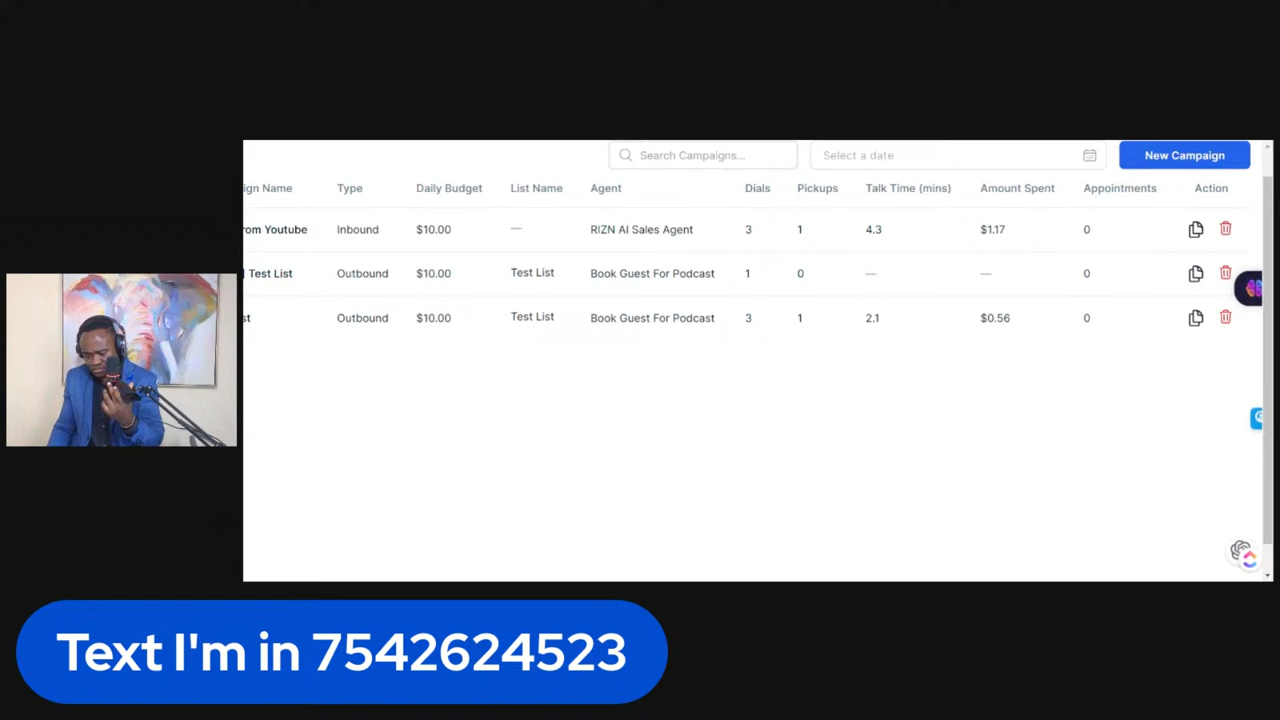 Search Campaigns...
Select a date
New Campaign
ign Name Type Daily Budget List Name Agent Dials Pickups Talk Time (mins) Amount Spent Appointments Action
rom Youtube Inbound $10.00 — RIZN AI Sales Agent 3 1 4.3 $1.17 0
Test List Outbound $10.00 Test List Book Guest For Podcast 1 0 — — 0
st Outbound $10.00 Test List Book Guest For Podcast 3 1 2.1 $0.56 0
Text I'm in 7542624523